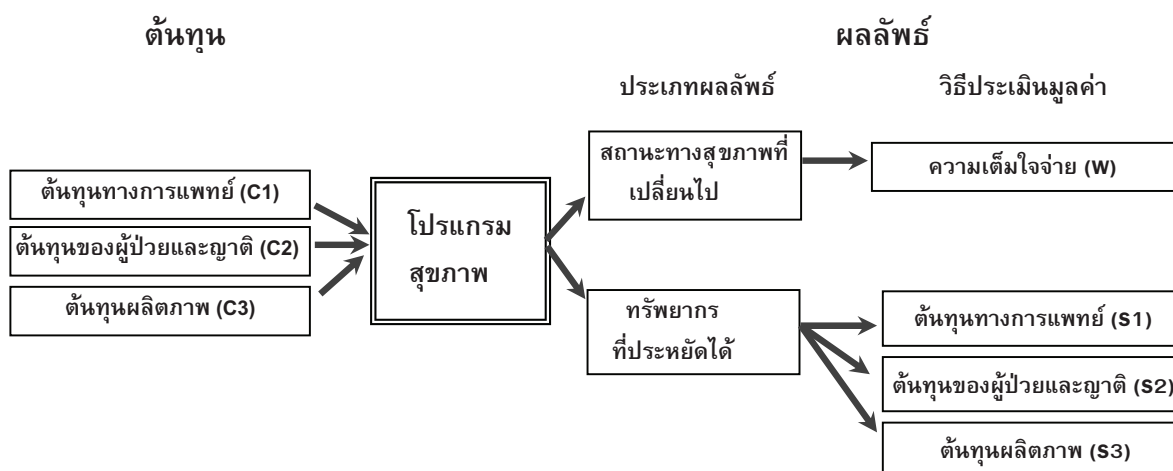 ต้นทุน
ผลลัพธ์
ประเภทผลลัพธ์
วิธีประเมินมูลค่า
ต้นทุนทางการแพทย์ (C1)
ต้นทุนของผู้ป่วยและญาติ (C2)
ต้นทุนผลิตภาพ (C3)
โปรแกรม
สุขภาพ
สถานะทางสุขภาพที่
เปลี่ยนไป
ความเต็มใจจ่าย (W)
ทรัพยากร
ที่ประหยัดได้
ต้นทุนทางการแพทย์ (S1)
ต้นทุนของผู้ป่วยและญาติ (S2)
ต้นทุนผลิตภาพ (S3)